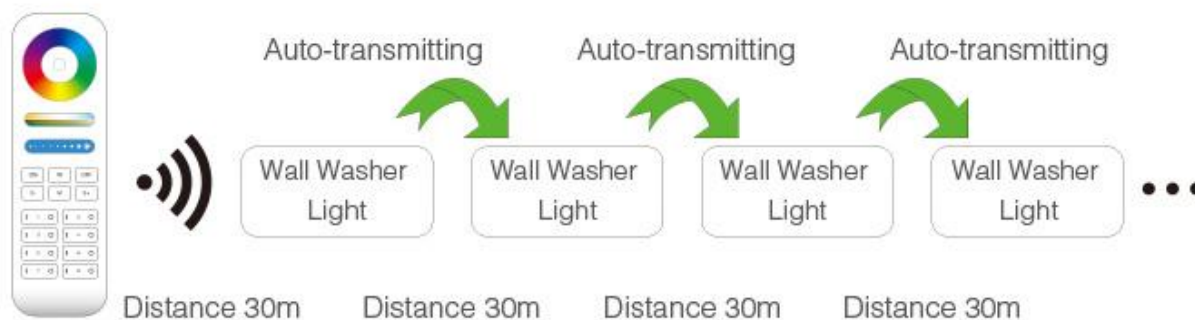 Auto-transmitting Auto-transmitting Auto-transmitting
Wall Washer Wall Washer Wall Washer Wall Washer
Light Light Light Light
Distance 30m Distance 30m Distance 30m Distance 30m